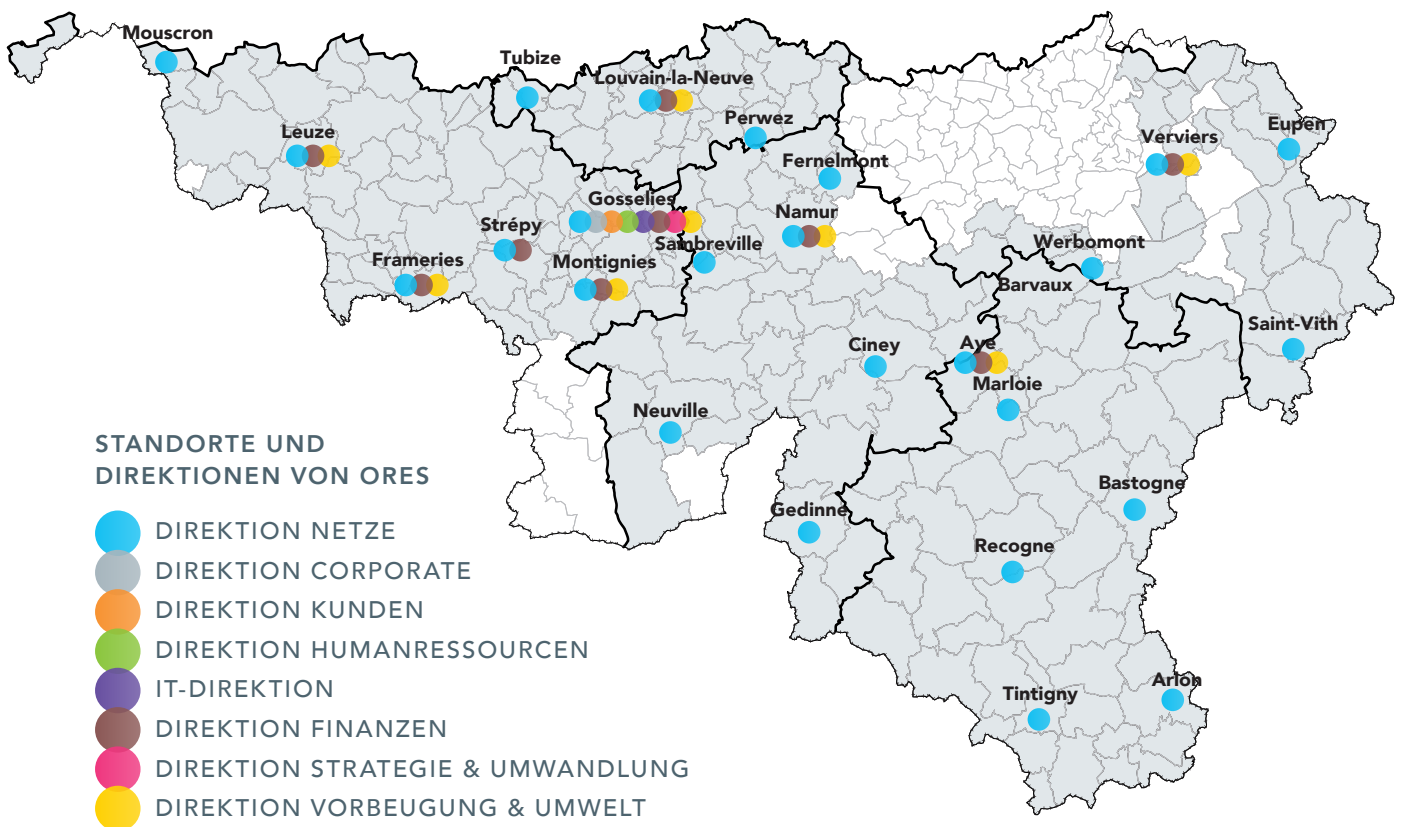 Mouscron
Tubize
Louvain-la-Neuve
Perwez
Leuze
Eupen
Verviers
Fernelmont
Gosselies
Namur
Strépy
Sambreville
Werbomont
Frameries
Montignies
Barvaux
Saint-Vith
Ciney
Aye
Marloie
Neuville
STANDORTE UND
DIREKTIONEN VON ORES
Bastogne
Gedinne
Recogne
Tintigny
Arlon
DIREKTION NETZE
DIREKTION CORPORATE
DIREKTION KUNDEN
DIREKTION HUMANRESSOURCEN
IT-DIREKTION
DIREKTION FINANZEN
DIREKTION STRATEGIE & UMWANDLUNG
DIREKTION VORBEUGUNG & UMWELT